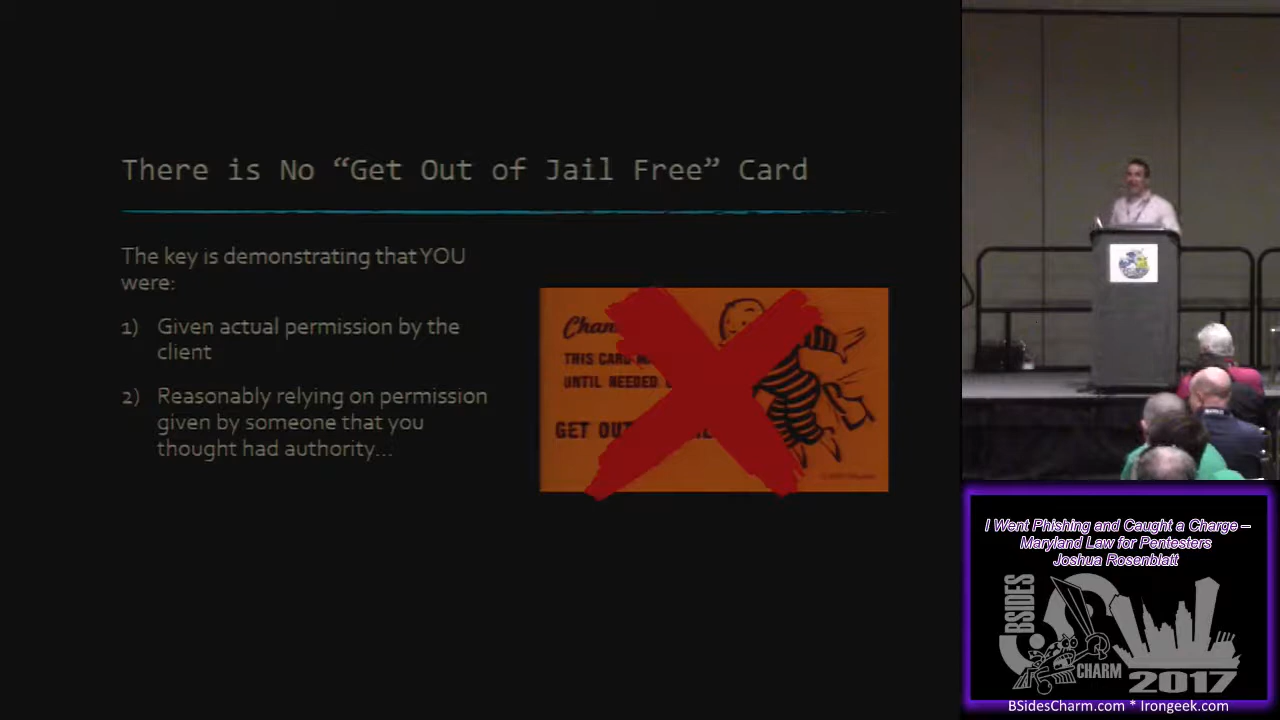 There is No “Get Out of Jail Free” Card
The key is demonstrating that YOU
were:
1) Given actual permission by the
client
2) Reasonably relying on permission
given by someone that you
thought had authority...
THIS CARD
UNTIL NEEDED
GET OUT
I Went Phishing and Caught a Charge –
Maryland Law for Pentesters
Joshua Rosenblatt
BSIDES
CHARM
2017
BSidesCharm.com * Irongeek.com